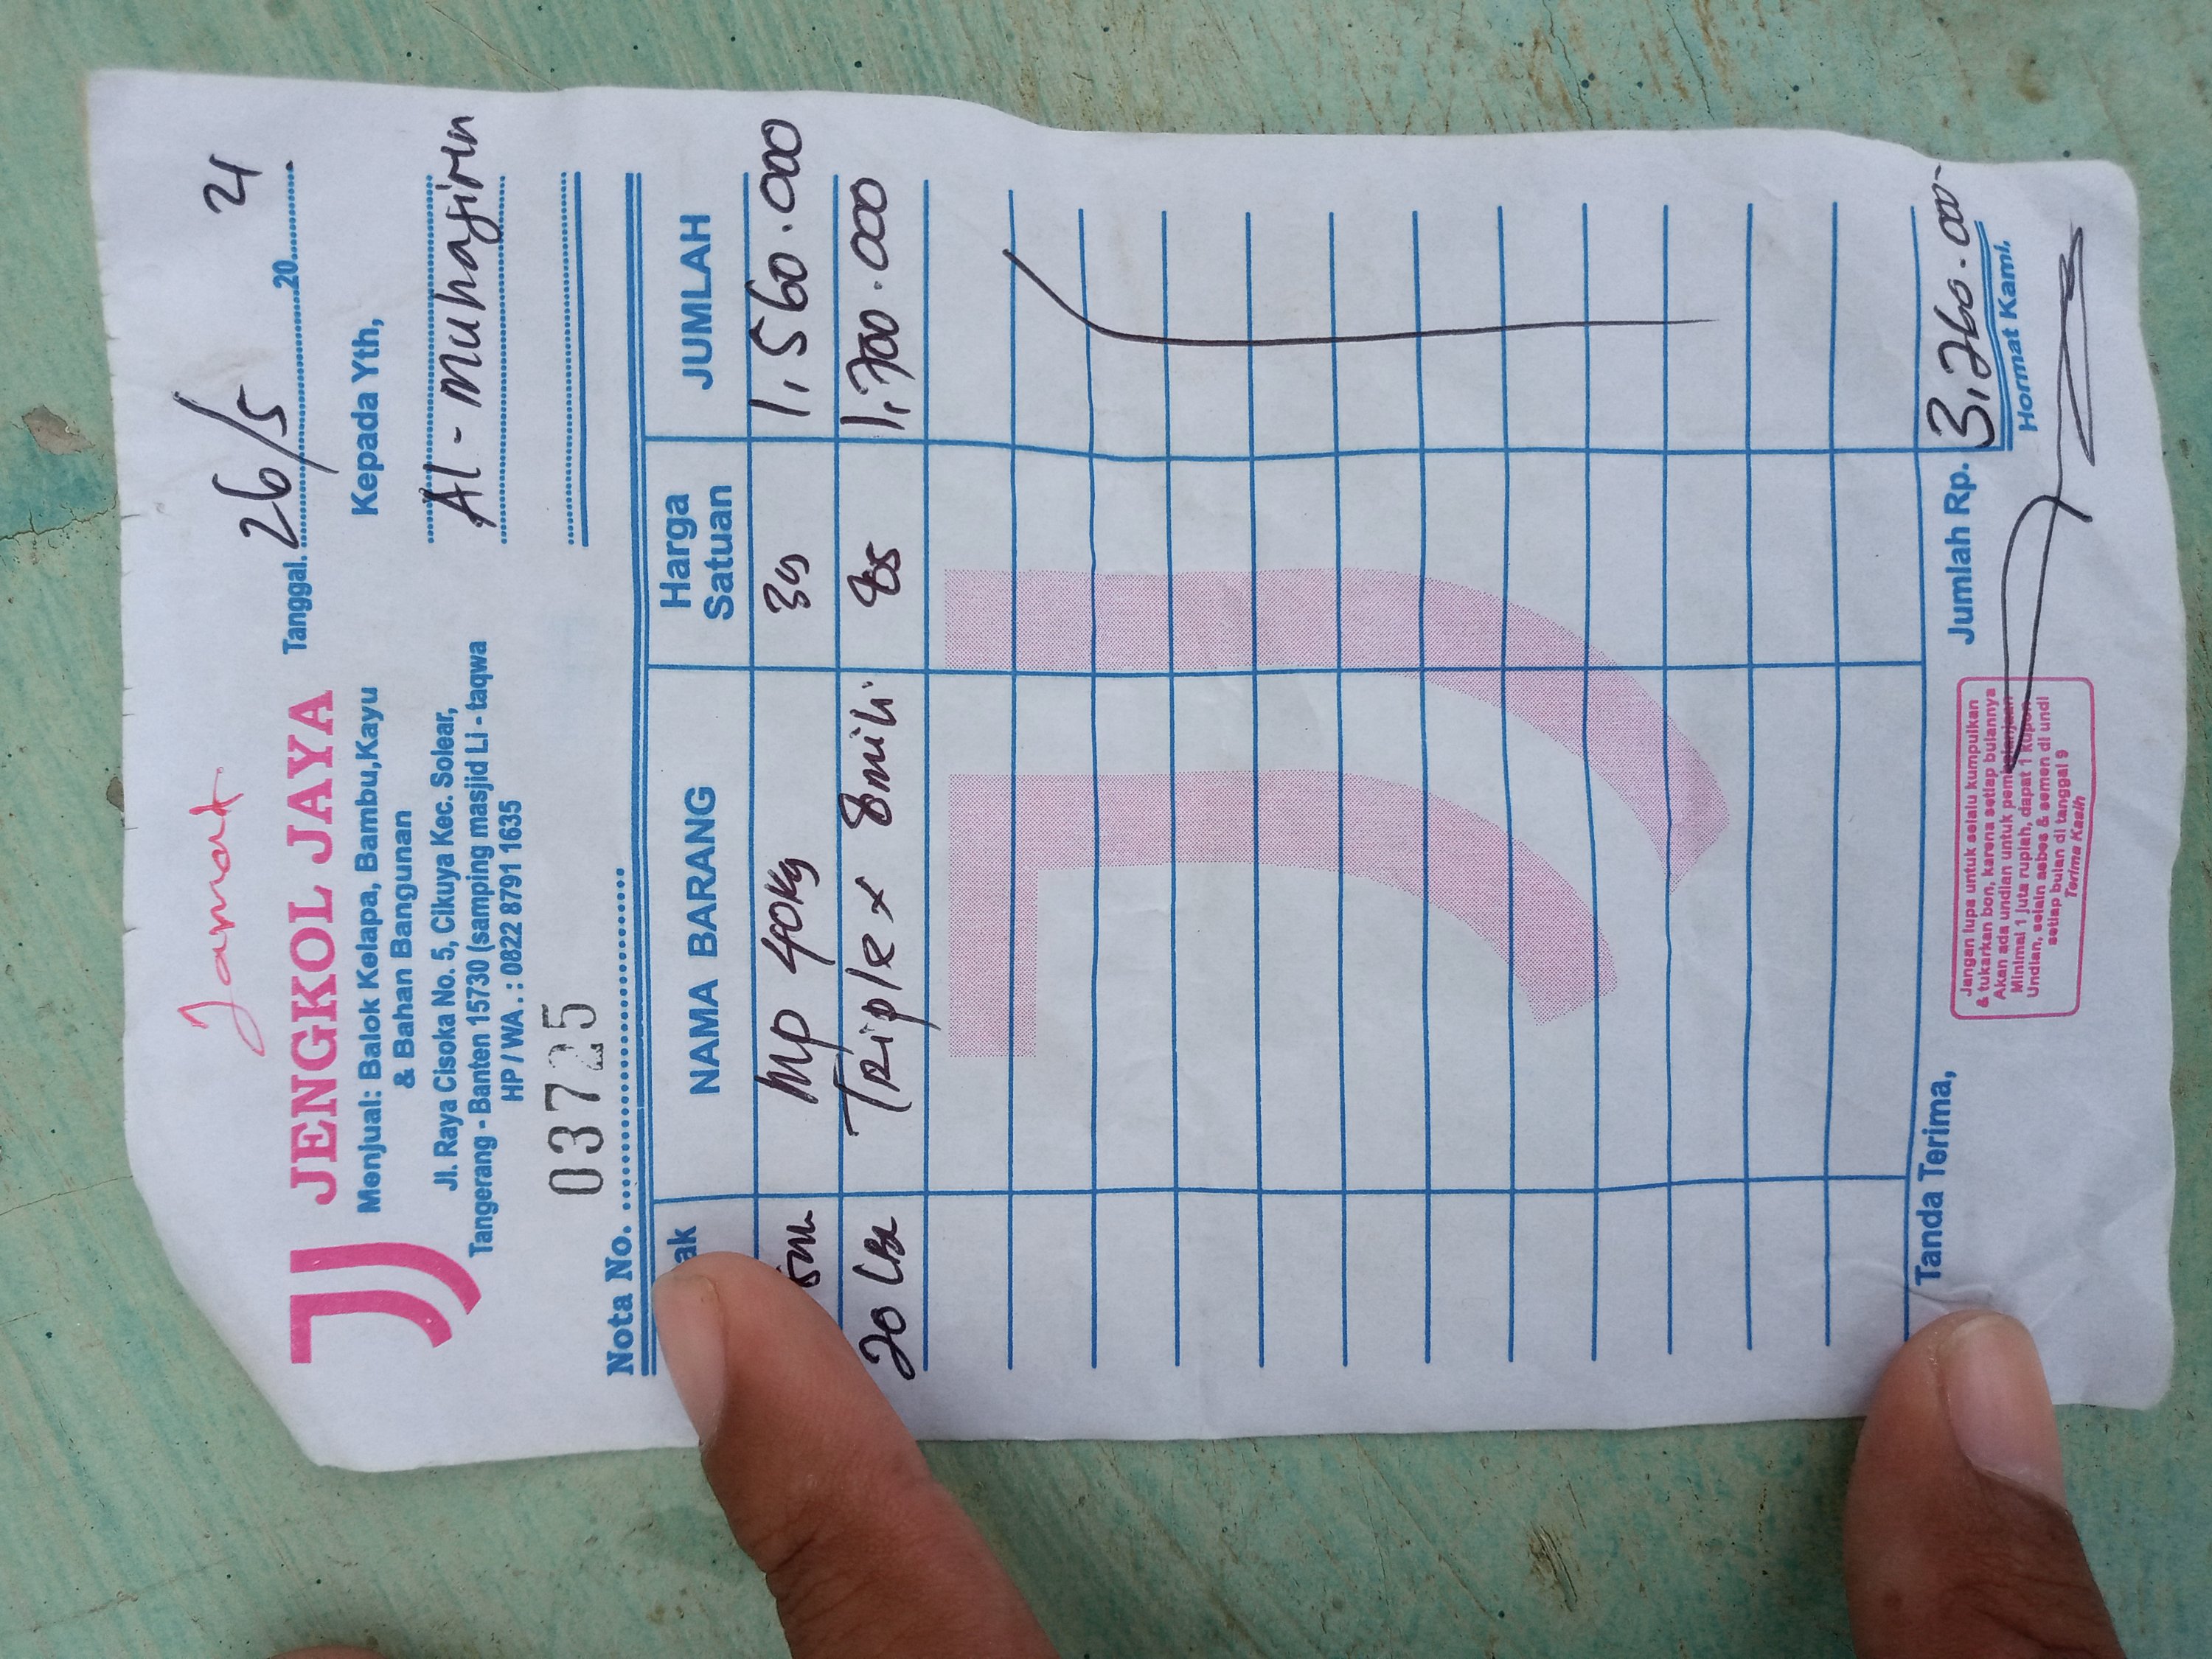 Jamat
JENGKOL JAYA
Menjual: Balok Kelapa, Bambu,Kayu
& Bahan Bangunan
Jl. Raya Cisoka No. 5, Cikuya Kec. Solear,
Tangerang - Banten 15730 (samping masjid Li - taqwa
HP / WA . : 0822 8791 1635
Tanggal. 26/5 20 21
Kepada Yth,
Al - Muhajirin
03725
Nota No.
ak NAMA BARANG Harga Satuan JUMLAH
MP 40Kg 39 1,560.000
20 Lbr Triplex 8mili 85 1,700.000
Tanda Terima, Jumlah Rp. 3,260.000-
Hormat Kami,
Jangan lupa untuk selalu kumpulkan
& tukarkan bon, karena setiap bulannya
Akan ada undian untuk
Minimal 1 juta rupiah, dapat 1 kupon
Undian, selain asbes & semen di undi
setiap bulan di tanggal 9
Terima Kasih